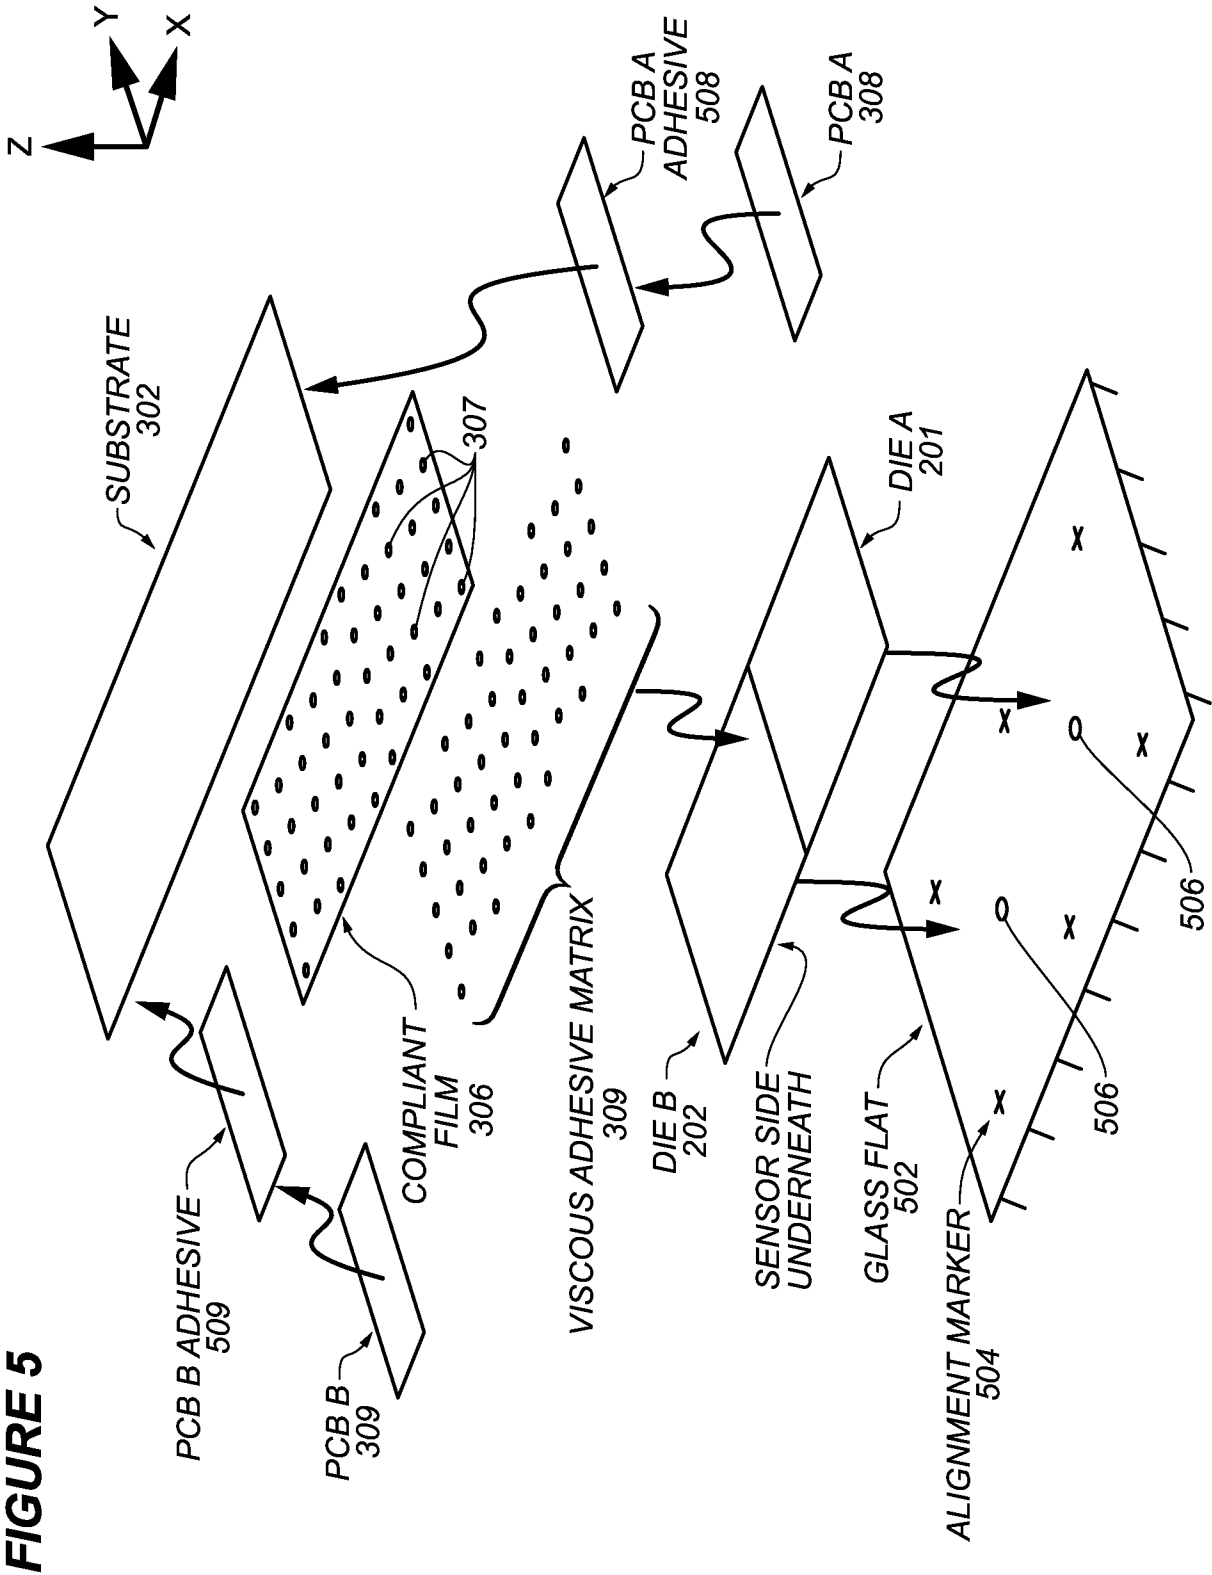 FIGURE 5
Z
Y
X
SUBSTRATE
302
PCB B ADHESIVE
509
PCB B
309
COMPLIANT
FILM
306
307
PCB A
ADHESIVE
508
PCB A
308
VISCOUS ADHESIVE MATRIX
309
DIE B
202
DIE A
201
SENSOR SIDE
UNDERNEATH
GLASS FLAT
502
ALIGNMENT MARKER
504
506
506
X
X
X
X
X
X